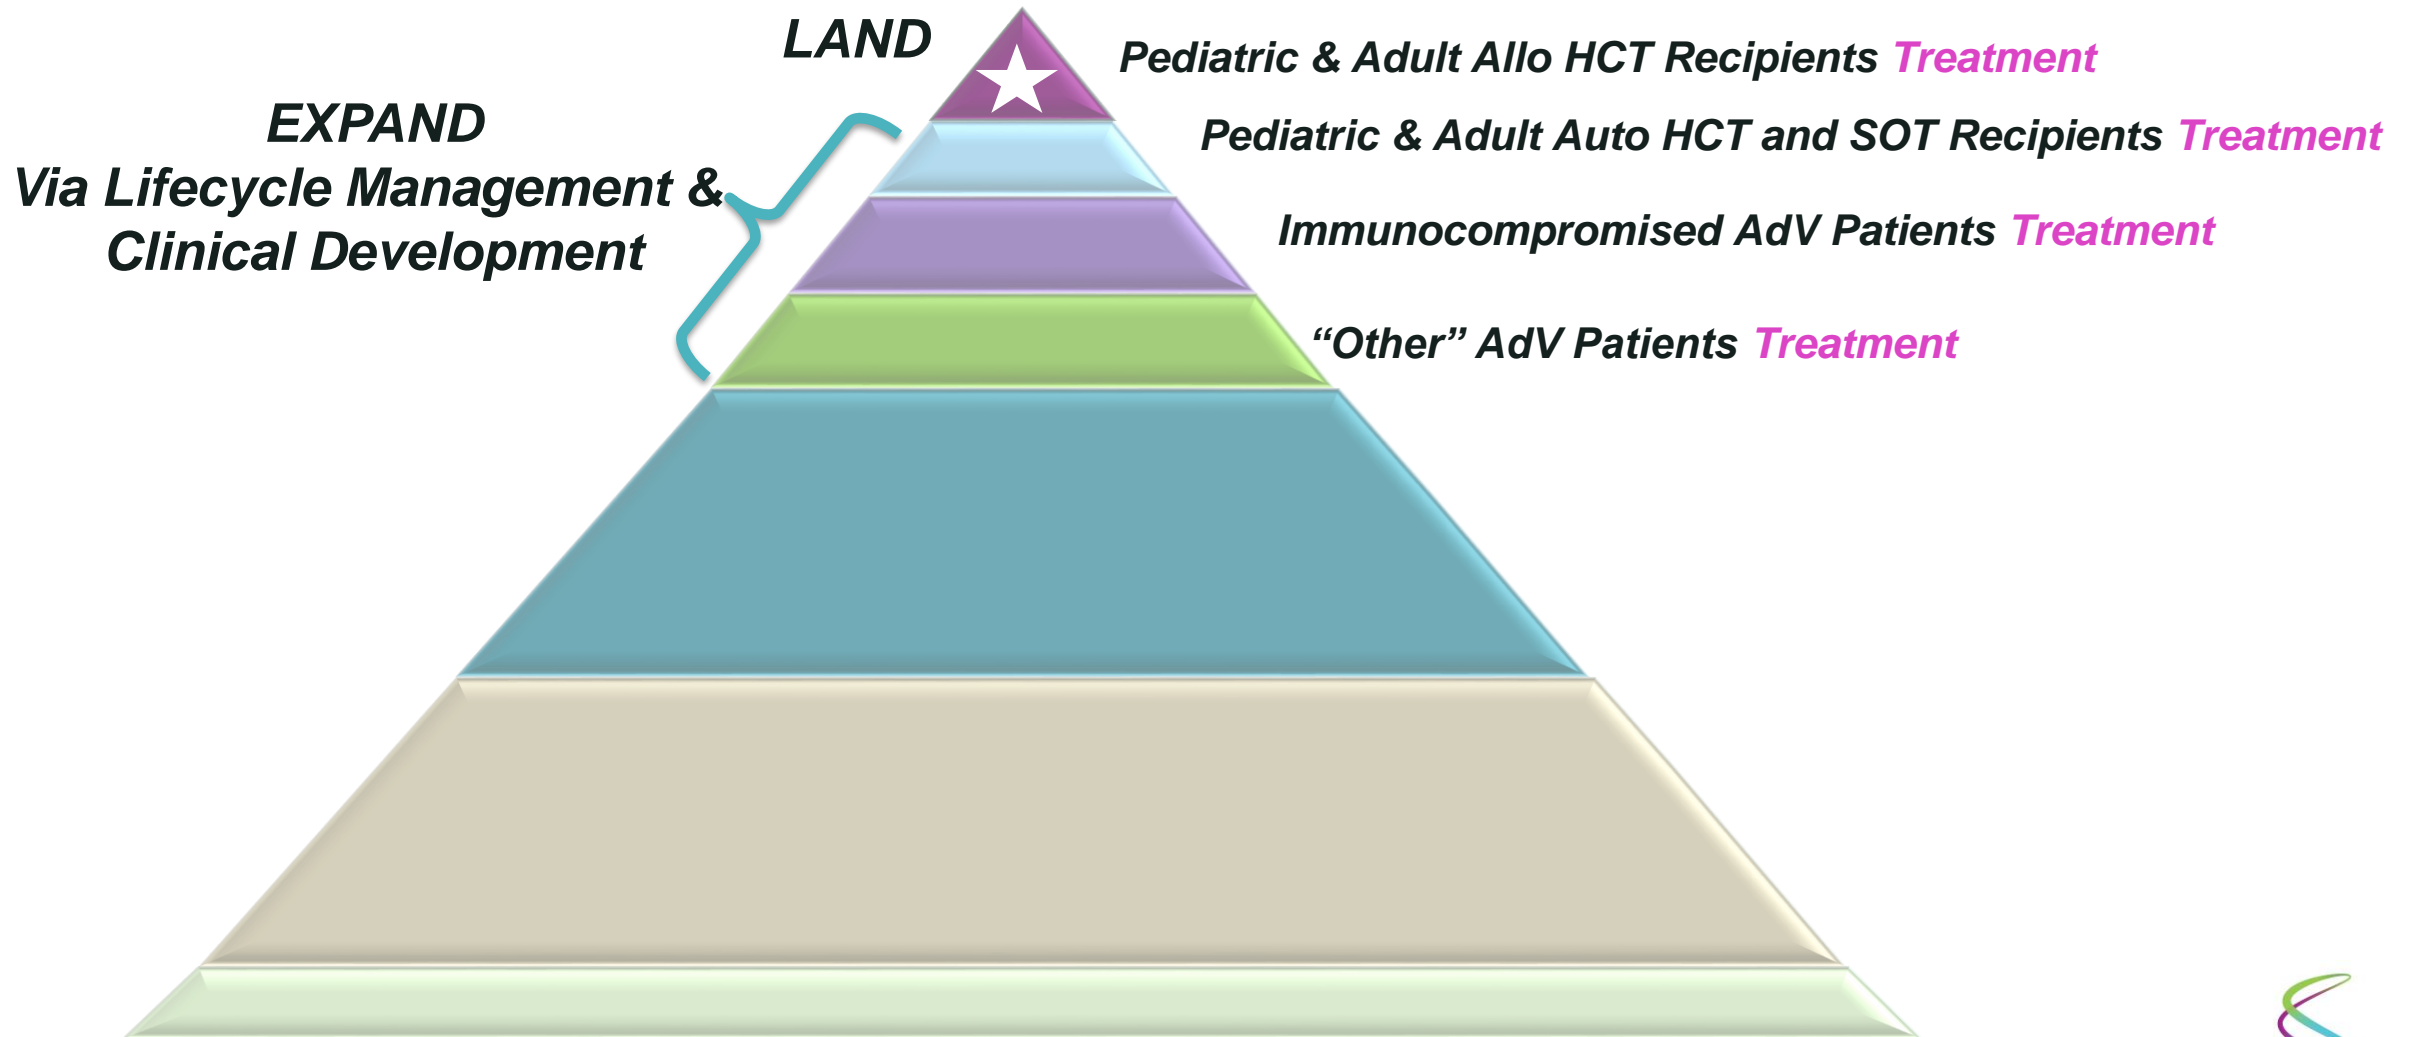 LAND
Pediatric & Adult Allo HCT Recipients Treatment
EXPAND
Via Lifecycle Management &
Clinical Development
Pediatric & Adult Auto HCT and SOT Recipients Treatment
Immunocompromised AdV Patients Treatment
“Other” AdV Patients Treatment